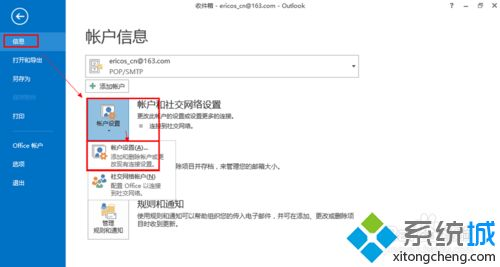 收件箱 - ericos_cn@163.com - Outlook
信息
打开和导出
另存为
打印
Office 帐户
选项
退出
帐户信息
ericos_cn@163.com
POP/SMTP
添加帐户
帐户设置
帐户和社交网络设置
更改此帐户的设置或设置更多的连接。
连接到社交网络。
帐户设置(A)...
添加和删除帐户或更
改现有连接设置。
除项目并存档，来管理您的邮箱大小。
社交网络帐户(N)
配置 Office 以连接
到社交网络。
管理
规则和通知
规则和通知
使用规则和通知可以帮助组织您的传入电子邮件，并可在添加、更改或删除项
目时收到更新。
系统城
xitongcheng.com